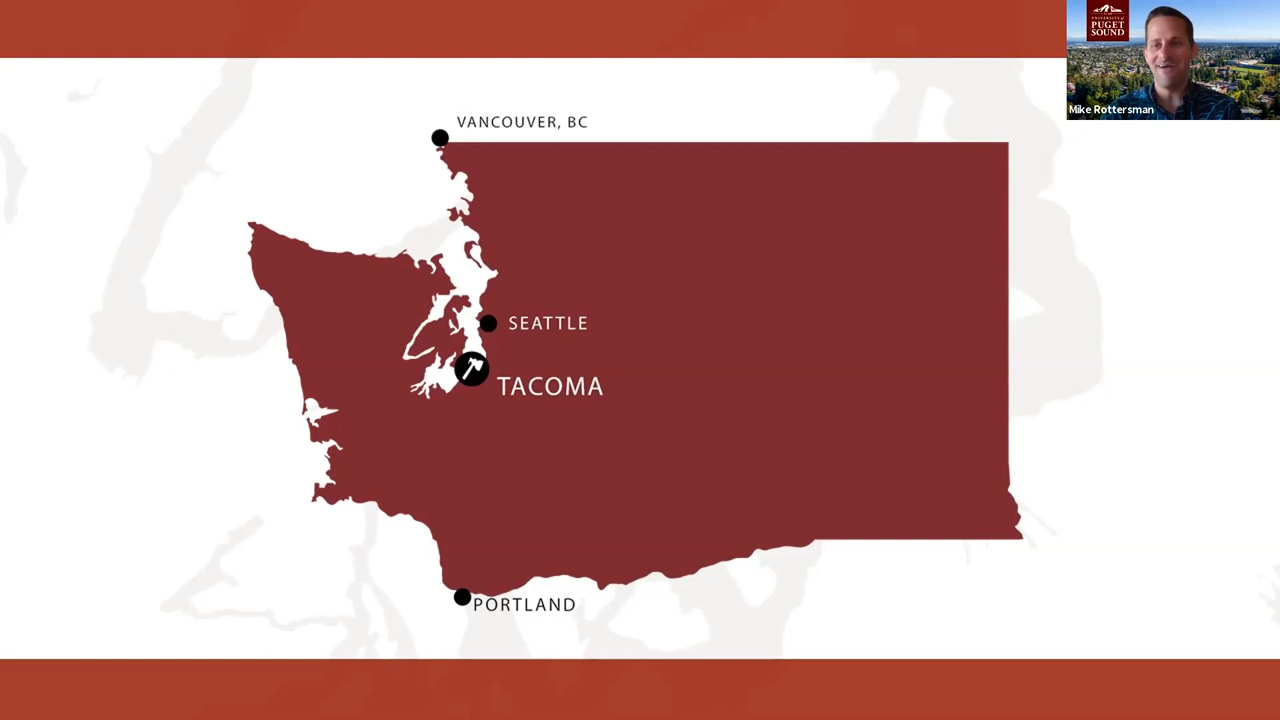 VANCOUVER, BC
SEATTLE
TACOMA
PORTLAND
UNIVERSITY of
PUGET
SOUND
Mike Rottersman